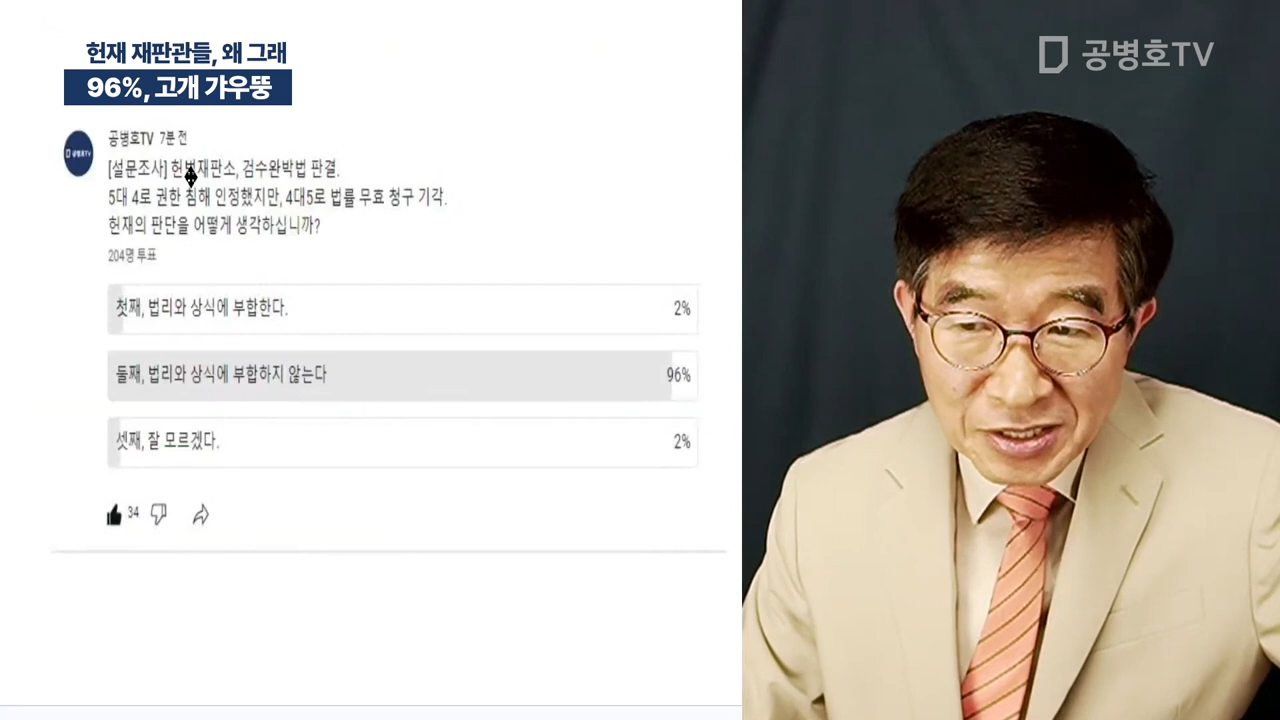 헌재 재판관들, 왜 그래
96%, 고개 갸우뚱
공병호TV
공병호TV
공병호TV 7분 전
[설문조사] 헌법재판소, 검수완박법 판결.
5대 4로 권한 침해 인정했지만, 4대5로 법률 무효 청구 기각.
헌재의 판단을 어떻게 생각하십니까?
204명 투표
첫째, 법리와 상식에 부합한다. 2%
둘째, 법리와 상식에 부합하지 않는다 96%
셋째, 잘 모르겠다. 2%
34